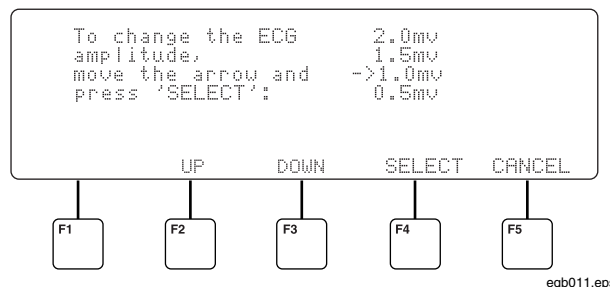 To change the ECG 2.0mv
amplitude, 1.5mv
move the arrow and ->1.0mv
press 'SELECT': 0.5mv
UP DOWN SELECT CANCEL
F1 F2 F3 F4 F5
egb011.eps